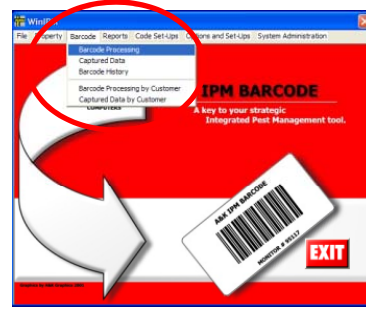 WinIPM
File Property Barcode Reports Code Set-Ups Options and Set-Ups System Administration
Barcode Processing
Captured Data
Barcode History
Barcode Processing by Customer
Captured Data by Customer
COMPUTERS
IPM BARCODE
A key to your strategic
Integrated Pest Management tool.
A&K IPM BARCODE
MONITOR # 95117
EXIT